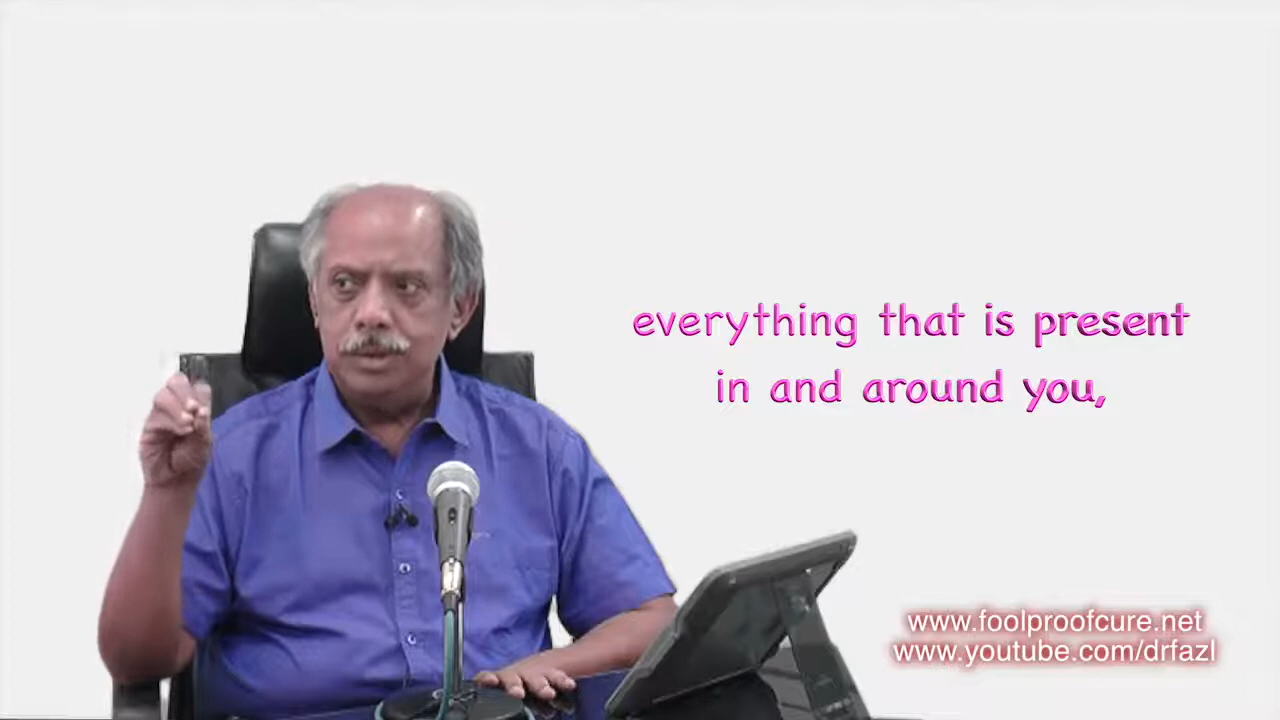 everything that is present
in and around you,
www.foolproofcure.net
www.youtube.com/drfazl